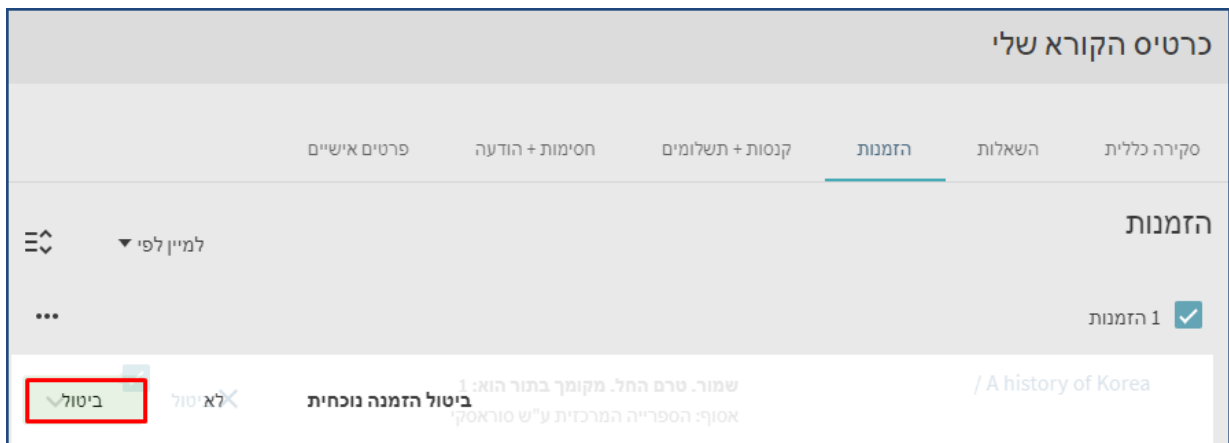 כרטיס הקורא שלי
סקירה כללית השאלות הזמנות קנסות + תשלומים חסימות + הודעה פרטים אישיים
הזמנות
למיין לפי
1 הזמנות
A history of Korea /
שמור. טרם החל. מקומך בתור הוא: 1
ביטול הזמנה נוכחית לא ביטול
אסוף: הספרייה המרכזית ע"ש סוראסקי